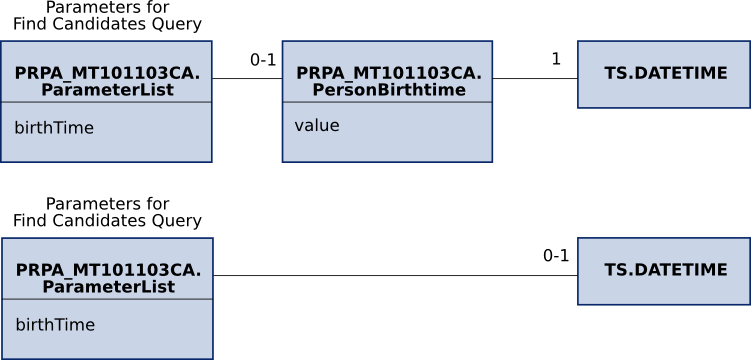 Parameters for
Find Candidates Query
PRPA_MT101103CA.
ParameterList
birthTime
0-1
PRPA_MT101103CA.
PersonBirthtime
value
1
TS.DATETIME
Parameters for
Find Candidates Query
PRPA_MT101103CA.
ParameterList
birthTime
0-1
TS.DATETIME